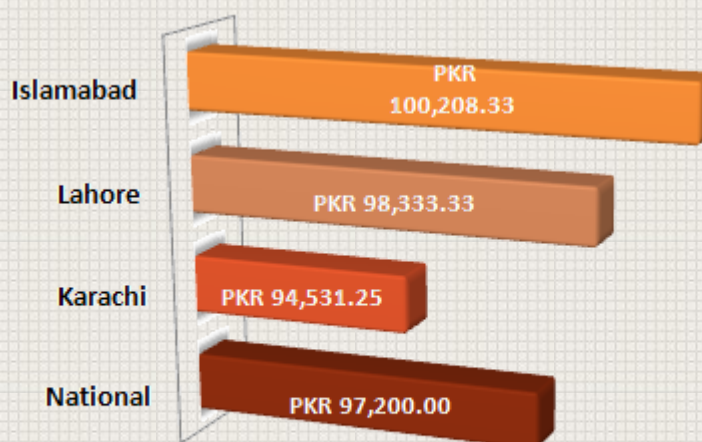 Islamabad
PKR
100,208.33
Lahore
PKR 98,333.33
Karachi
PKR 94,531.25
National
PKR 97,200.00